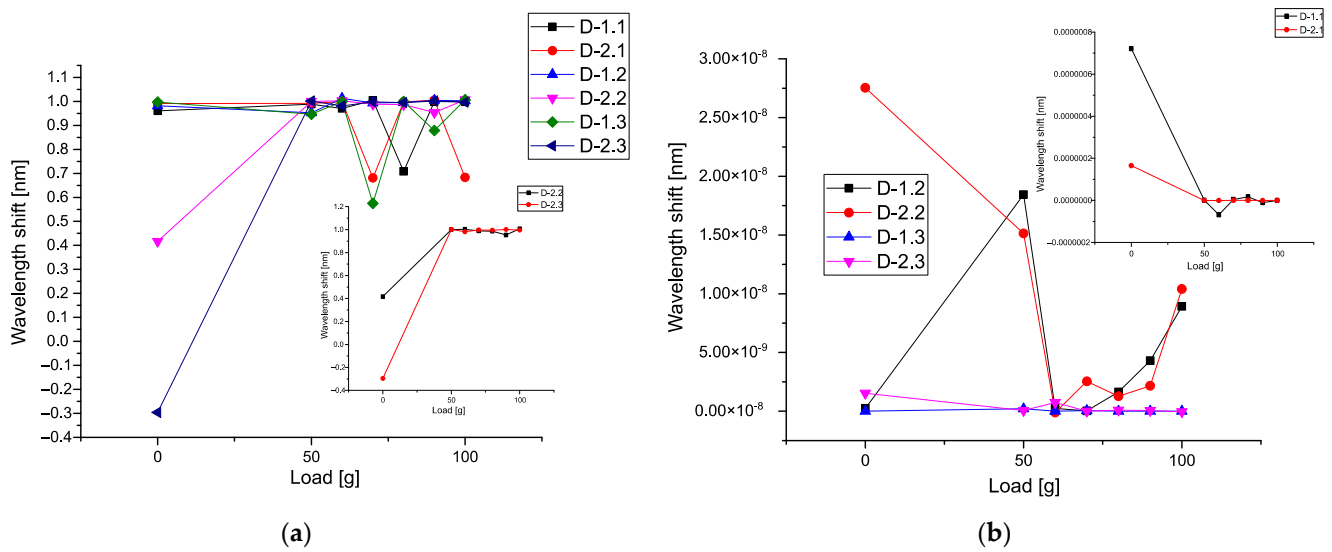 D-1.1
D-2.1
D-1.2
D-2.2
D-1.3
D-2.3
1.1
1.0
0.9
0.8
0.7
0.6
0.5
0.4
0.3
0.2
0.1
0.0
−0.1
−0.2
−0.3
−0.4
Wavelength shift [nm]
0 50 100
Load [g]
D-2.2
D-2.3
1.2
1.0
0.8
0.6
0.4
0.2
0.0
−0.2
−0.4
Wavelength shift [nm]
0 50 100
Load [g]
(a)
3.00×10⁻⁸
2.50×10⁻⁸
2.00×10⁻⁸
1.50×10⁻⁸
1.00×10⁻⁸
5.00×10⁻⁹
0.00×10⁻⁸
Wavelength shift [nm]
D-1.2
D-2.2
D-1.3
D-2.3
0 50 100
Load [g]
D-1.1
D-2.1
0.0000008
0.0000006
0.0000004
0.0000002
0.0000000
−0.0000002
Wavelength shift [nm]
0 20 40 60 80 100
Load [g]
(b)